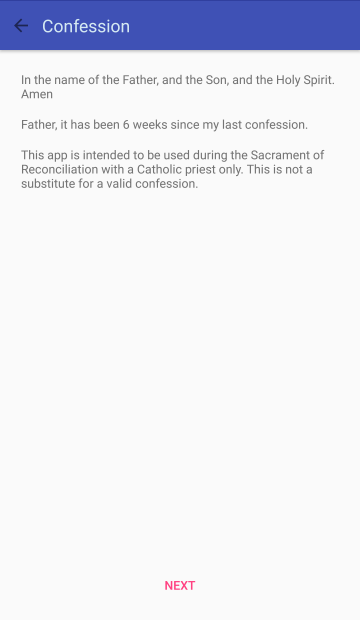 Confession
In the name of the Father, and the Son, and the Holy Spirit.
Amen
Father, it has been 6 weeks since my last confession.
This app is intended to be used during the Sacrament of
Reconciliation with a Catholic priest only. This is not a
substitute for a valid confession.
NEXT